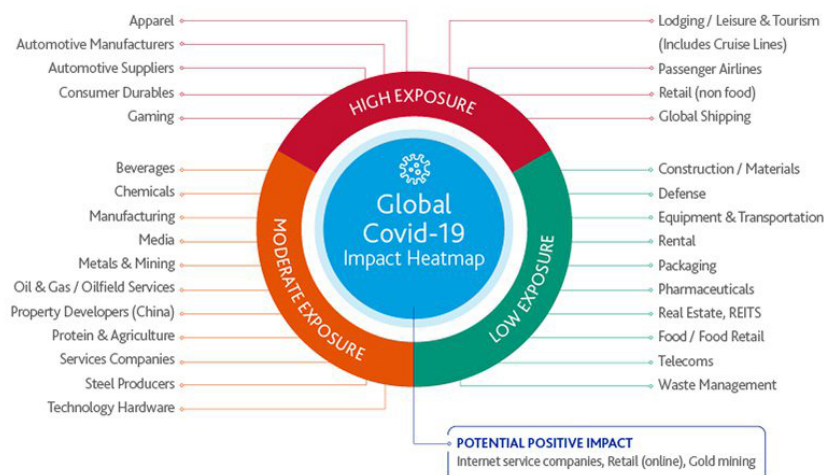 Apparel
Automotive Manufacturers
Automotive Suppliers
Consumer Durables
Gaming
Lodging / Leisure & Tourism
(Includes Cruise Lines)
Passenger Airlines
Retail (non food)
Global Shipping
HIGH EXPOSURE
Beverages
Chemicals
Manufacturing
Media
Metals & Mining
Oil & Gas / Oilfield Services
Property Developers (China)
Protein & Agriculture
Services Companies
Steel Producers
Technology Hardware
MODERATE EXPOSURE
Global
Covid-19
Impact Heatmap
LOW EXPOSURE
Construction / Materials
Defense
Equipment & Transportation
Rental
Packaging
Pharmaceuticals
Real Estate, REITS
Food / Food Retail
Telecoms
Waste Management
POTENTIAL POSITIVE IMPACT
Internet service companies, Retail (online), Gold mining